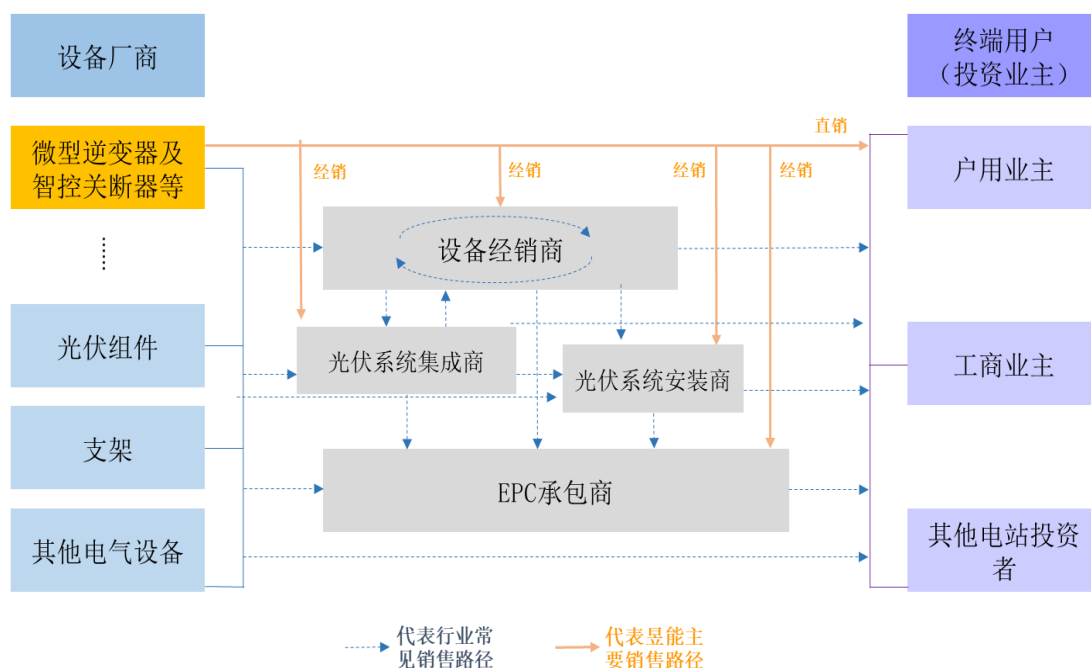 设备厂商
终端用户
（投资业主）
直销
微型逆变器及
智控关断器等
经销
经销
经销
经销
户用业主
设备经销商
光伏组件
光伏系统集成商
光伏系统安装商
工商业主
支架
EPC承包商
其他电气设备
其他电站投资
者
代表行业常
见销售路径
代表昱能主
要销售路径